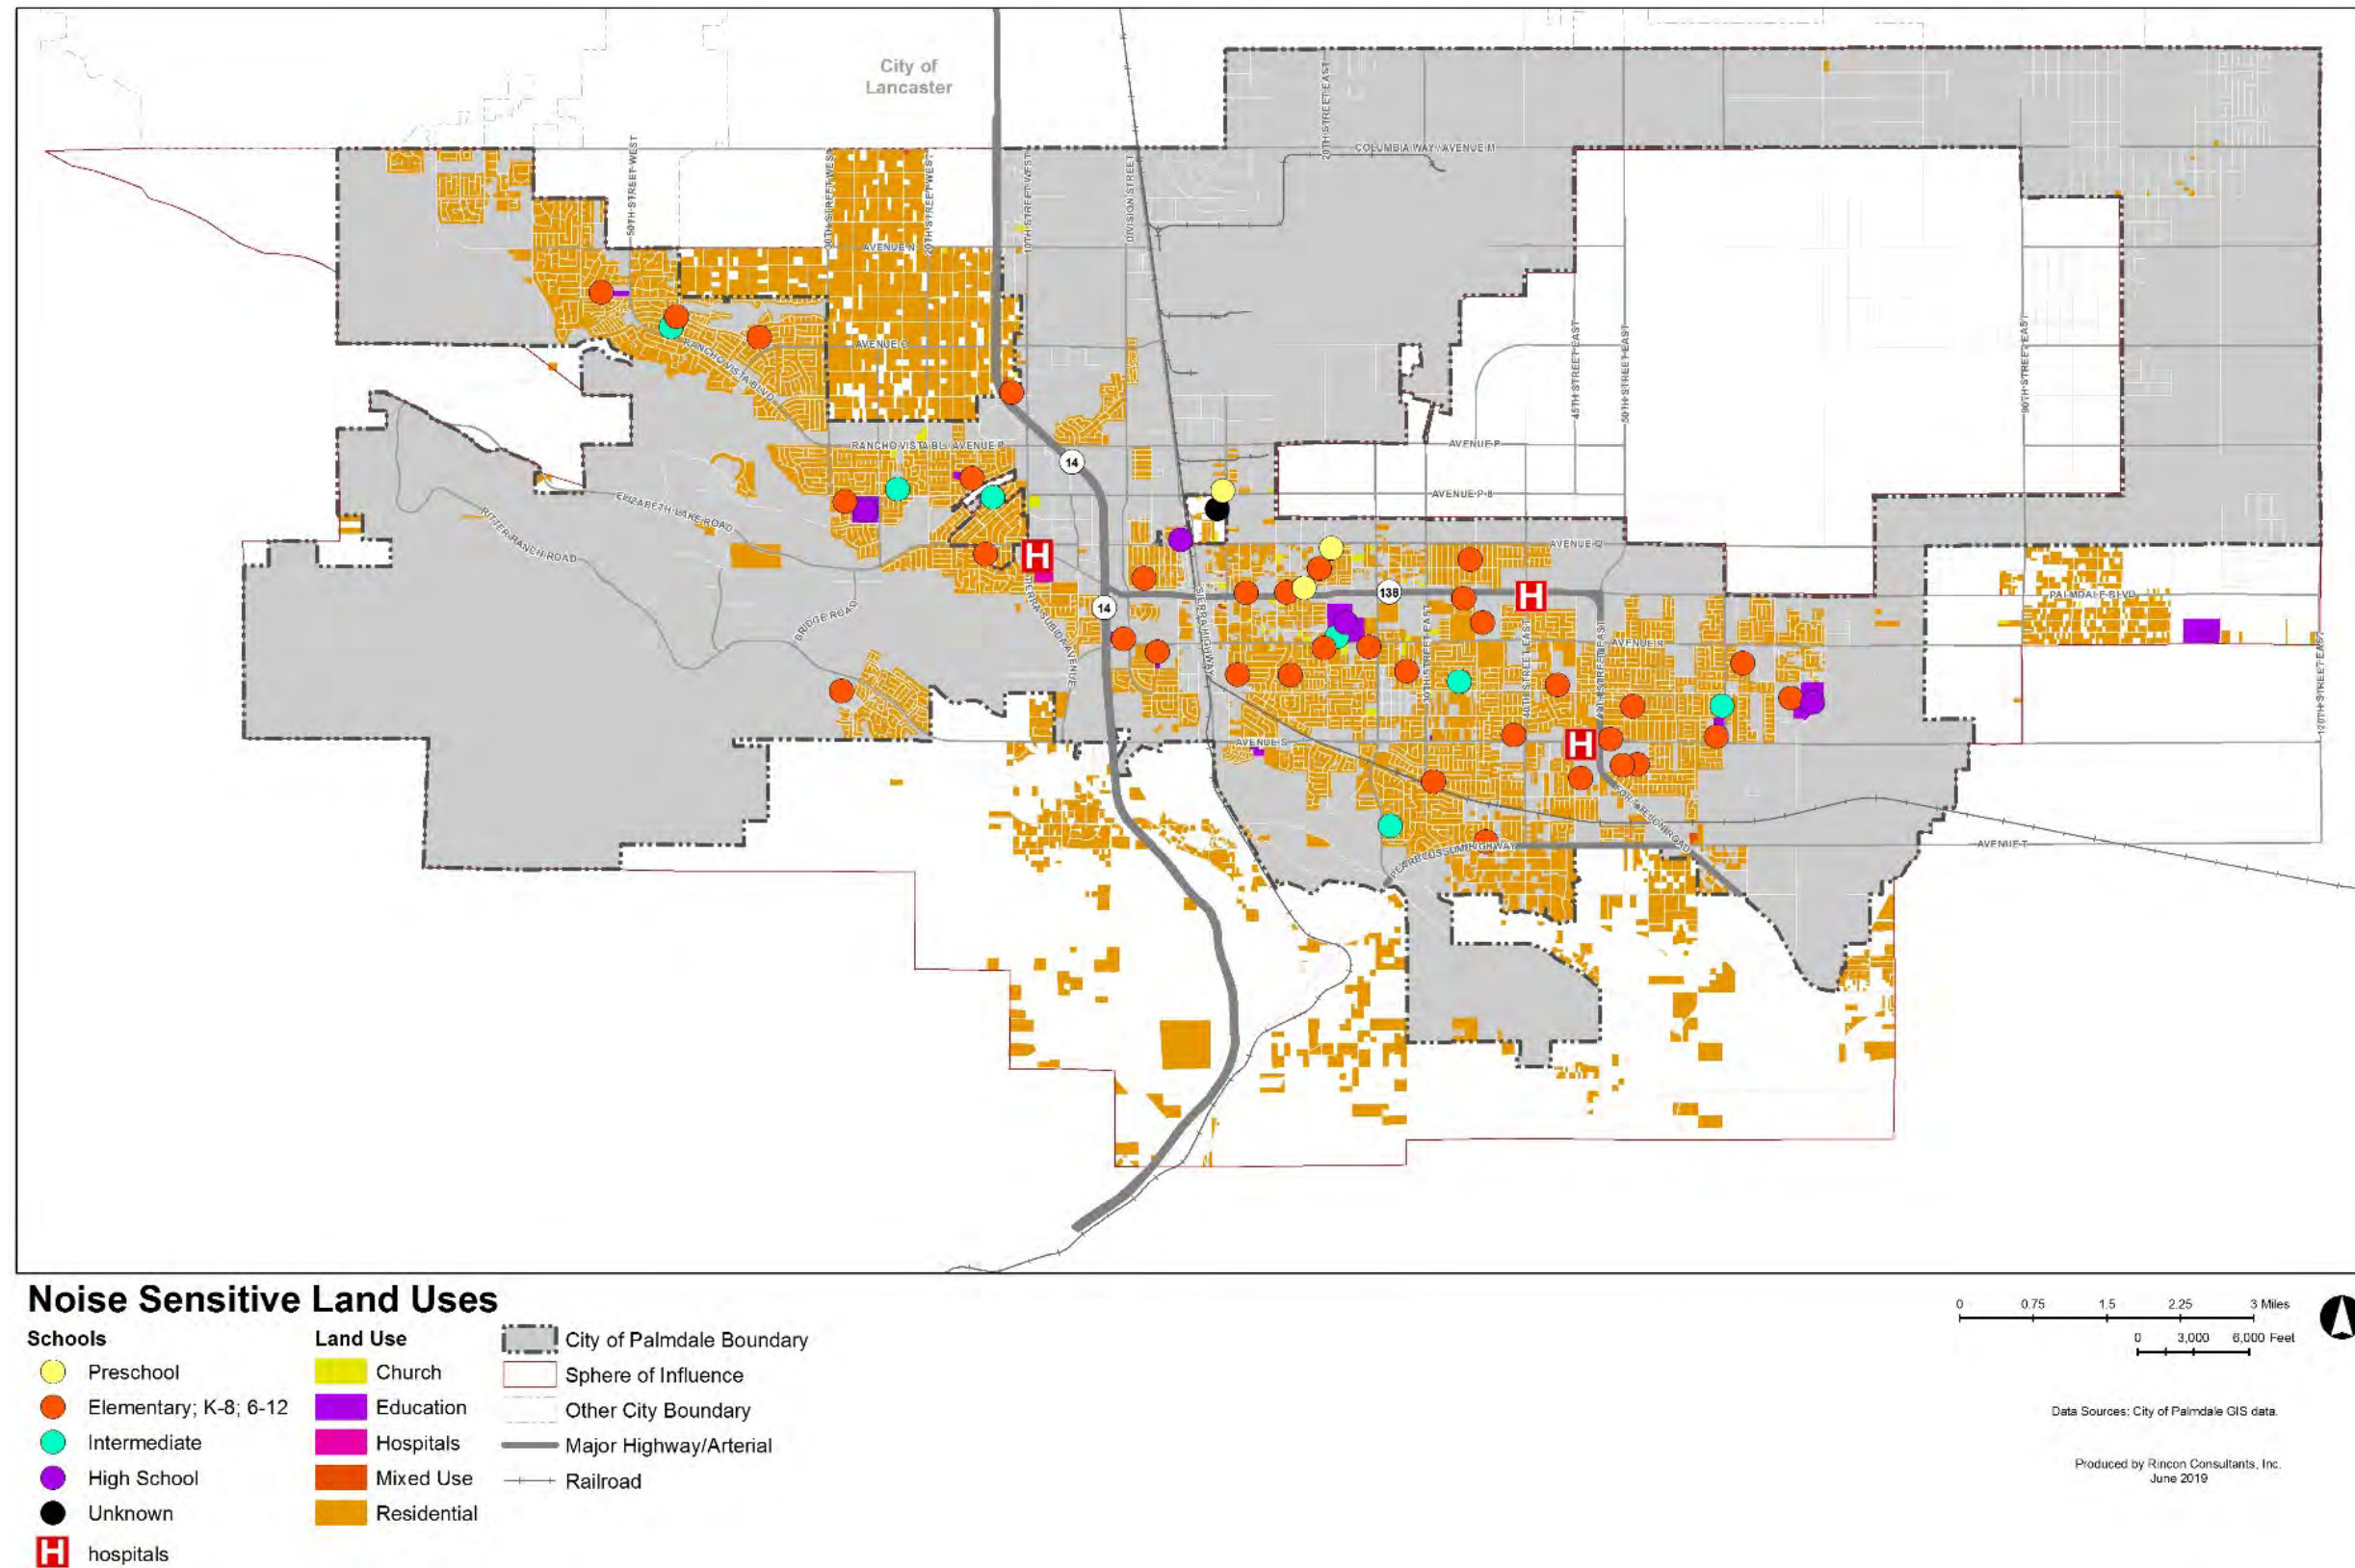 City of
Lancaster
20TH STREET EAST
COLUMBIA WAY / AVENUE M
50TH STREET WEST
30TH STREET WEST
20TH STREET WEST
10TH STREET WEST
DIVISION STREET
AVENUE N
AVENUE O
RANCHO VISTA BLVD
45TH STREET EAST
50TH STREET EAST
90TH STREET EAST
RANCHO VISTA BL / AVENUE P
AVENUE P
14
AVENUE P-8
ELIZABETH LAKE ROAD
RITTER RANCH ROAD
AVENUE Q
H
138
H
PALMDALE BLVD
14
BRIDGE ROAD
TIERRA SUBIDA AVENUE
SIERRA HIGHWAY
30TH STREET EAST
40TH STREET EAST
47TH STREET EAST
AVENUE R
120TH STREET EAST
AVENUE S
H
FORT TEJON ROAD
PEARBLOSSOM HIGHWAY
AVENUE T
Noise Sensitive Land Uses
Schools
Preschool
Elementary; K-8; 6-12
Intermediate
High School
Unknown
H hospitals
Land Use
Church
Education
Hospitals
Mixed Use
Residential
City of Palmdale Boundary
Sphere of Influence
Other City Boundary
Major Highway/Arterial
Railroad
0 0.75 1.5 2.25 3 Miles
0 3,000 6,000 Feet
Data Sources: City of Palmdale GIS data.
Produced by Rincon Consultants, Inc.
June 2019